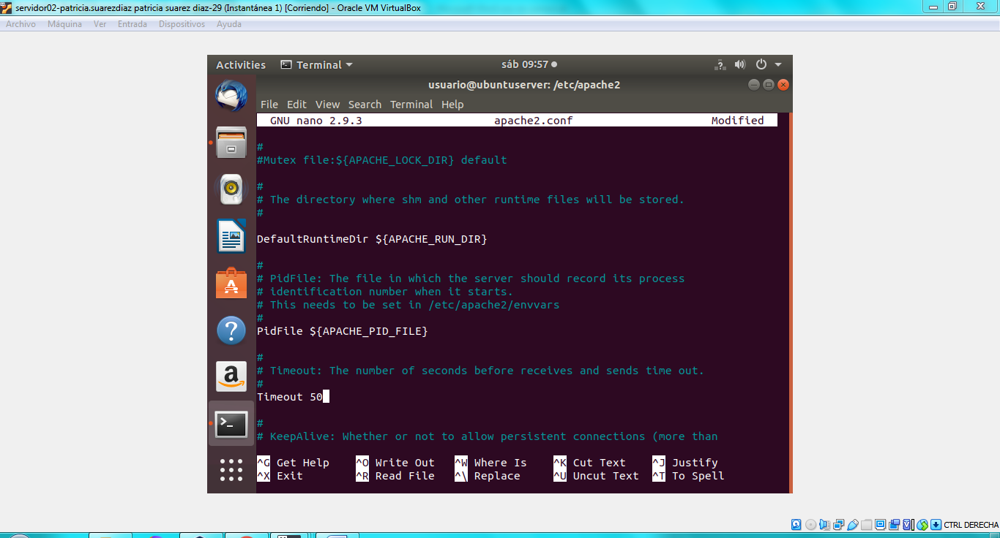 servidor02-patricia.suarezdiaz patricia suarez diaz-29 (Instantánea 1) [Corriendo] - Oracle VM VirtualBox
Archivo Máquina Ver Entrada Dispositivos Ayuda
Activities Terminal sáb 09:57
usuario@ubuntuserver: /etc/apache2
File Edit View Search Terminal Help
GNU nano 2.9.3 apache2.conf Modified
#
#Mutex file:${APACHE_LOCK_DIR} default
#
# The directory where shm and other runtime files will be stored.
#
DefaultRuntimeDir ${APACHE_RUN_DIR}
#
# PidFile: The file in which the server should record its process
# identification number when it starts.
# This needs to be set in /etc/apache2/envvars
#
PidFile ${APACHE_PID_FILE}
#
# Timeout: The number of seconds before receives and sends time out.
#
Timeout 50
#
# KeepAlive: Whether or not to allow persistent connections (more than
^G Get Help ^O Write Out ^W Where Is ^K Cut Text ^J Justify
^X Exit ^R Read File ^\ Replace ^U Uncut Text ^T To Spell
CTRL DERECHA